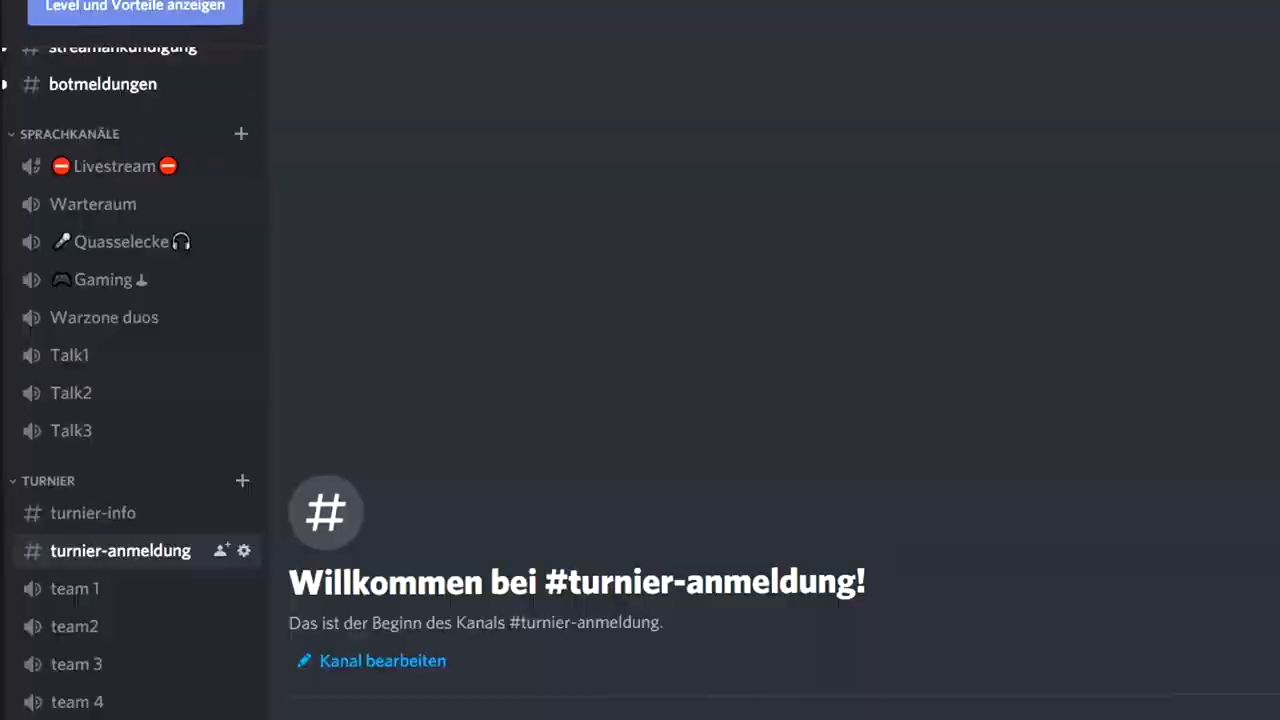 Level und Vorteile anzeigen
streamankündigung
botmeldungen
SPRACHKANÄLE
Livestream
Warteraum
Quasselecke
Gaming
Warzone duos
Talk1
Talk2
Talk3
TURNIER
turnier-info
turnier-anmeldung
team 1
team2
team 3
team 4
Willkommen bei #turnier-anmeldung!
Das ist der Beginn des Kanals #turnier-anmeldung.
Kanal bearbeiten